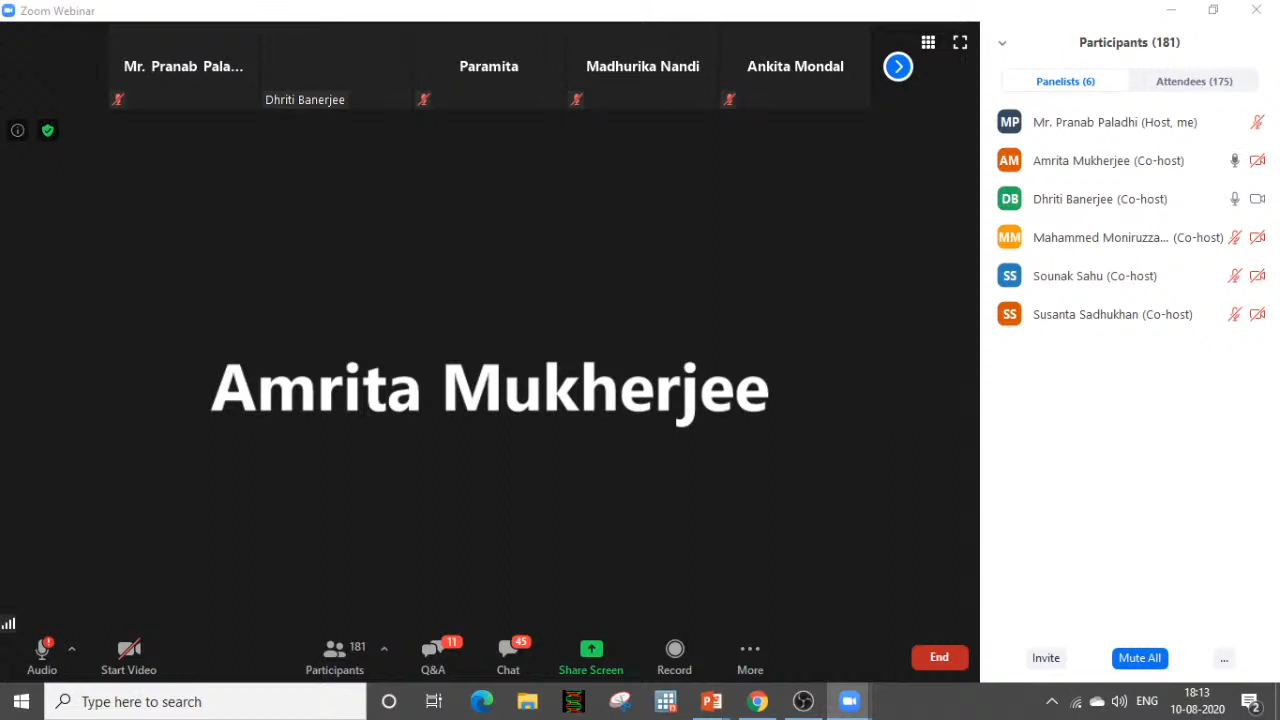 Zoom Webinar
Mr. Pranab Pala...
Dhriti Banerjee
Paramita
Madhurika Nandi
Ankita Mondal
Participants (181)
Panelists (6)
Attendees (175)
MP Mr. Pranab Paladhi (Host, me)
AM Amrita Mukherjee (Co-host)
DB Dhriti Banerjee (Co-host)
MM Mahammed Moniruzza... (Co-host)
SS Sounak Sahu (Co-host)
SS Susanta Sadhukhan (Co-host)
Amrita Mukherjee
Audio
Start Video
181
Participants
11
Q&A
45
Chat
Share Screen
Record
More
End
Invite
Mute All
...
Type here to search
ENG
18:13
10-08-2020
2